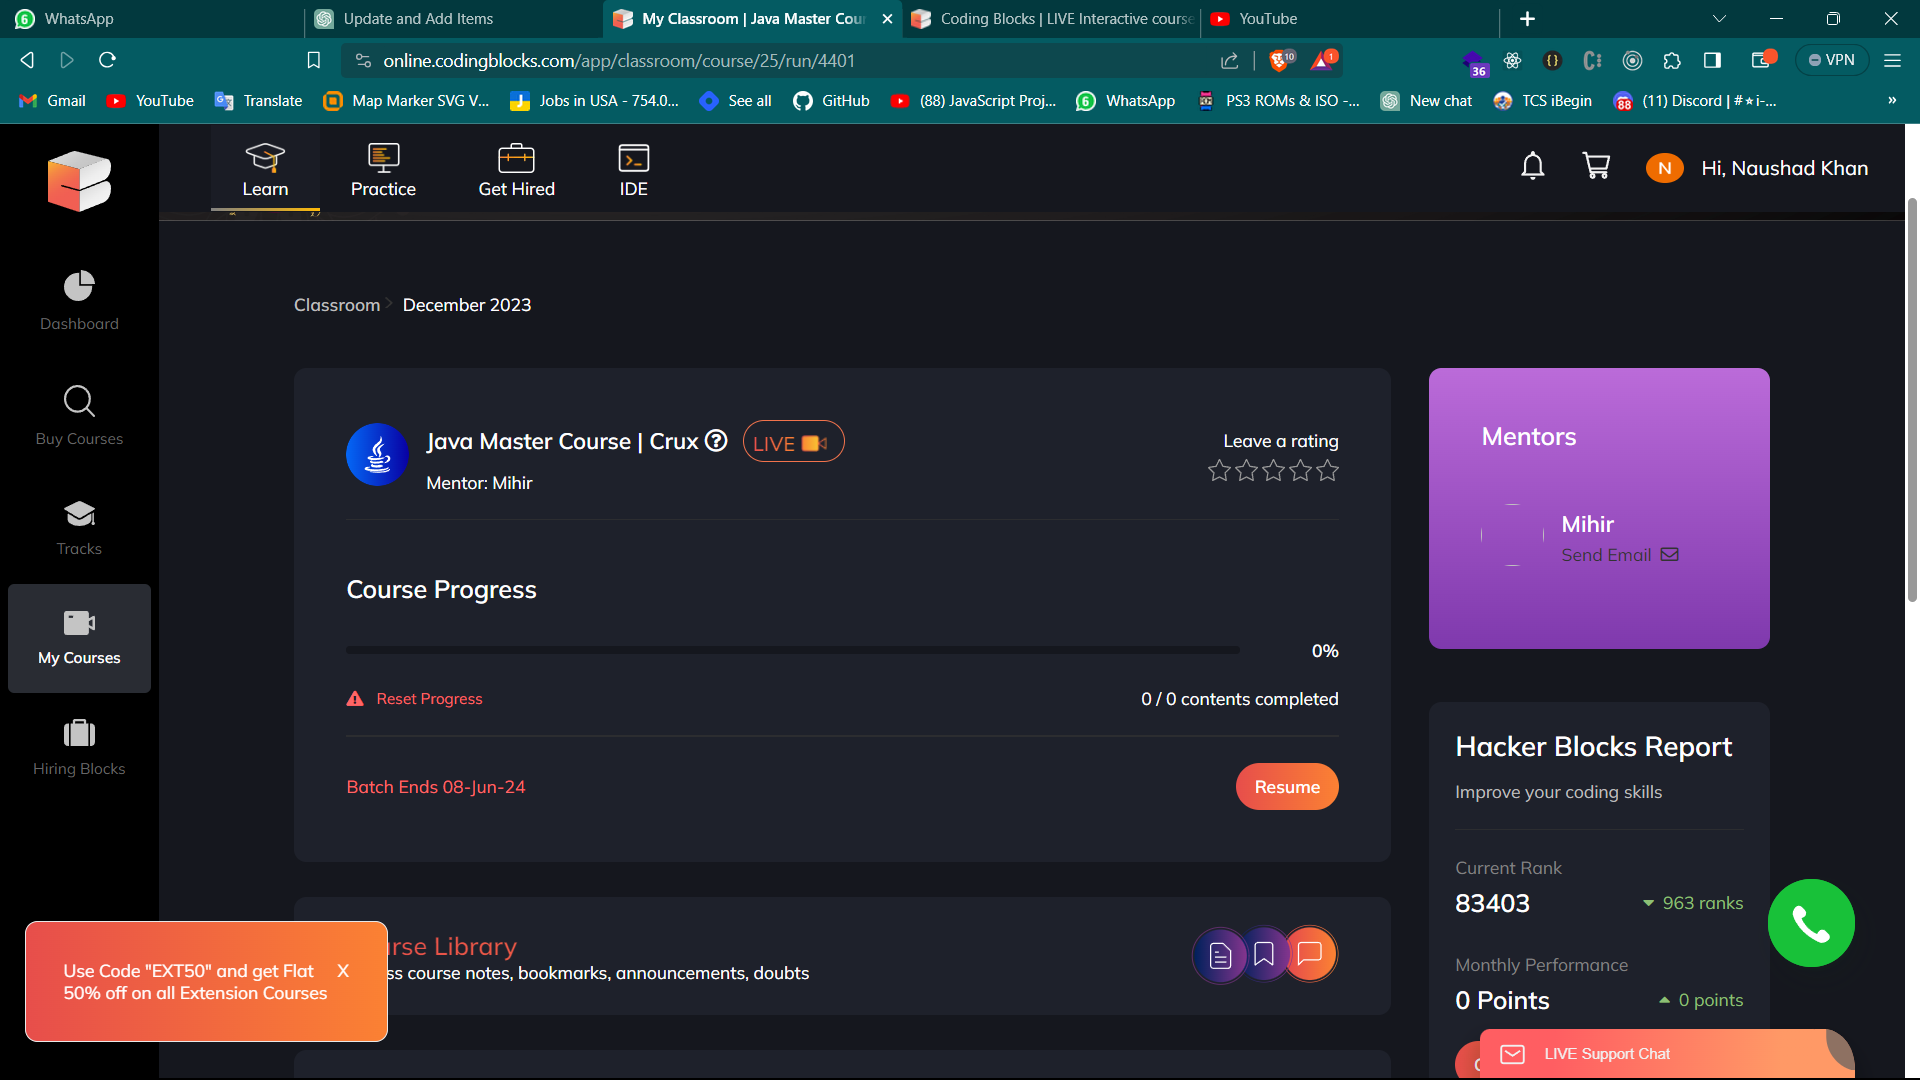 WhatsApp
Update and Add Items
My Classroom | Java Master Cou
Coding Blocks | LIVE Interactive course
YouTube
online.codingblocks.com/app/classroom/course/25/run/4401
10
1
36
VPN
Gmail
YouTube
Translate
Map Marker SVG V...
Jobs in USA - 754.0...
See all
GitHub
(88) JavaScript Proj...
WhatsApp
PS3 ROMs & ISO -...
New chat
TCS iBegin
88
(11) Discord | #⭑i-...
»
Learn
Practice
Get Hired
IDE
N
Hi, Naushad Khan
Dashboard
Buy Courses
Tracks
My Courses
Hiring Blocks
Classroom > December 2023
Java Master Course | Crux
LIVE
Mentor: Mihir
Leave a rating
Course Progress
0%
Reset Progress
0 / 0 contents completed
Batch Ends 08-Jun-24
Resume
Mentors
Mihir
Send Email
Hacker Blocks Report
Improve your coding skills
Current Rank
83403
963 ranks
Monthly Performance
0 Points
0 points
urse Library
ss course notes, bookmarks, announcements, doubts
Use Code "EXT50" and get Flat
50% off on all Extension Courses
X
LIVE Support Chat